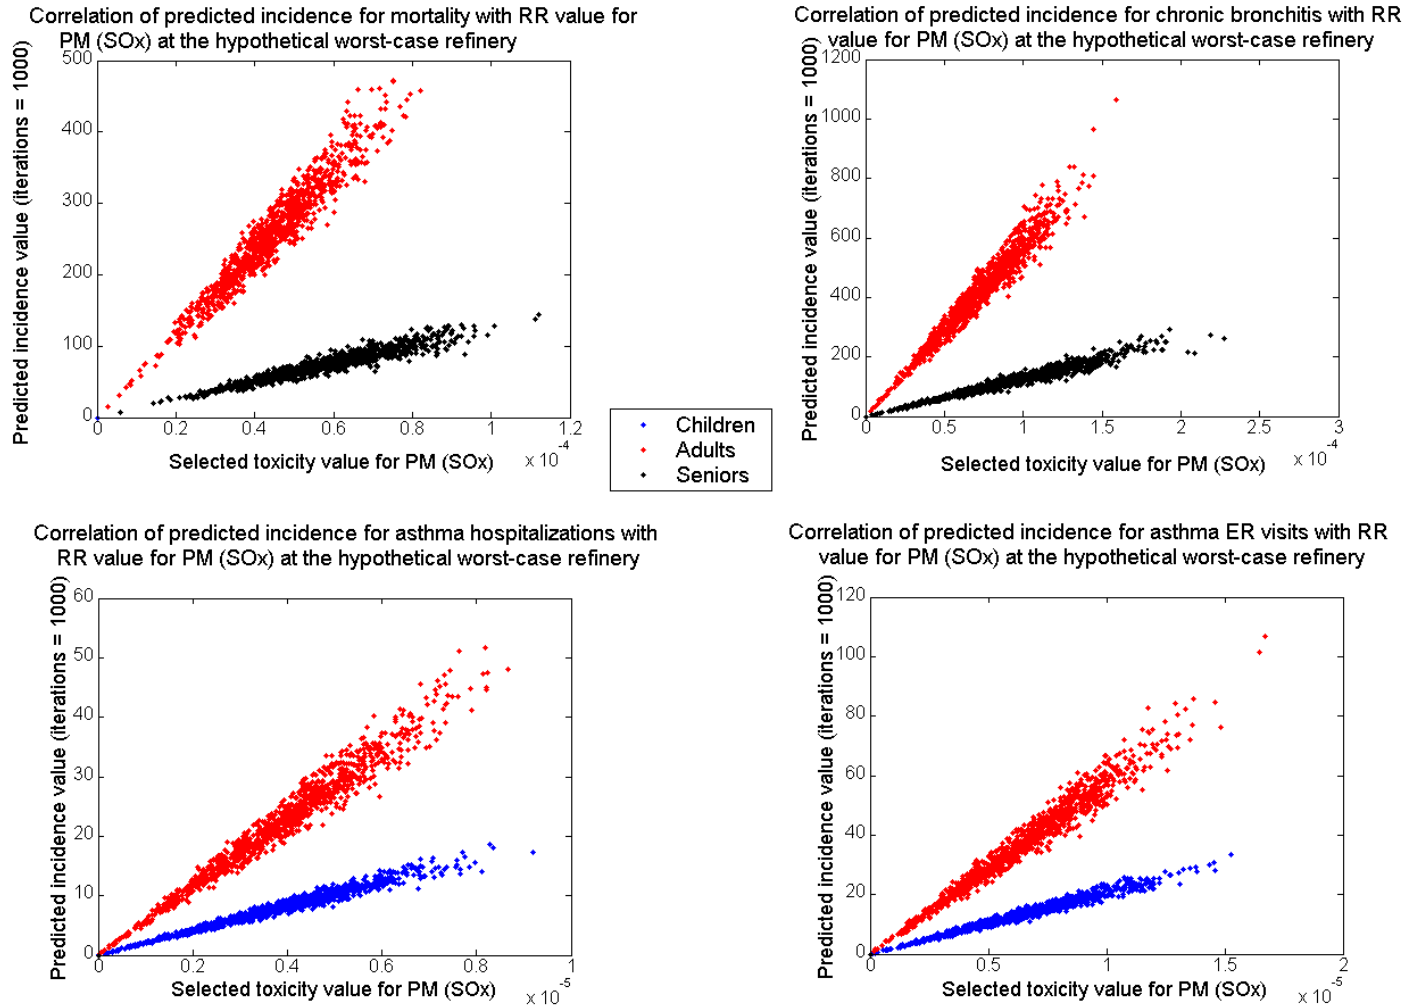 Correlation of predicted incidence for mortality with RR value for
PM (SOx) at the hypothetical worst-case refinery
Predicted incidence value (iterations = 1000)
500
400
300
200
100
0
0
0.2
0.4
0.6
0.8
1
1.2
x 10-4
Selected toxicity value for PM (SOx)
Correlation of predicted incidence for chronic bronchitis with RR
value for PM (SOx) at the hypothetical worst-case refinery
Predicted incidence value (iterations = 1000)
1200
1000
800
600
400
200
0
0
0.5
1
1.5
2
2.5
3
x 10-4
Selected toxicity value for PM (SOx)
Children
Adults
Seniors
Correlation of predicted incidence for asthma hospitalizations with
RR value for PM (SOx) at the hypothetical worst-case refinery
Predicted incidence value (iterations = 1000)
60
50
40
30
20
10
0
0
0.2
0.4
0.6
0.8
1
x 10-5
Selected toxicity value for PM (SOx)
Correlation of predicted incidence for asthma ER visits with RR
value for PM (SOx) at the hypothetical worst-case refinery
Predicted incidence value (iterations = 1000)
120
100
80
60
40
20
0
0
0.5
1
1.5
2
x 10-5
Selected toxicity value for PM (SOx)